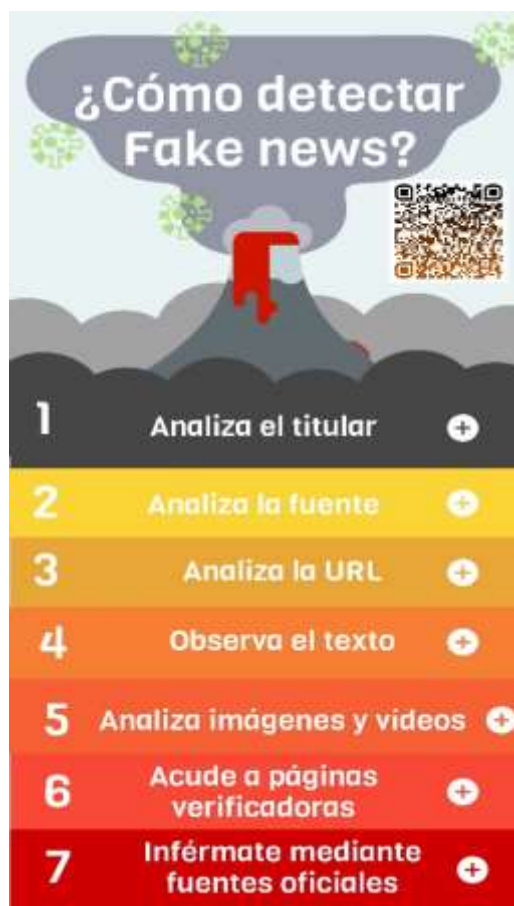 ¿Cómo detectar
Fake news?
1 Analiza el titular
2 Analiza la fuente
3 Analiza la URL
4 Observa el texto
5 Analiza imágenes y videos
6 Acude a páginas
verificadoras
7 Inférmate mediante
fuentes oficiales